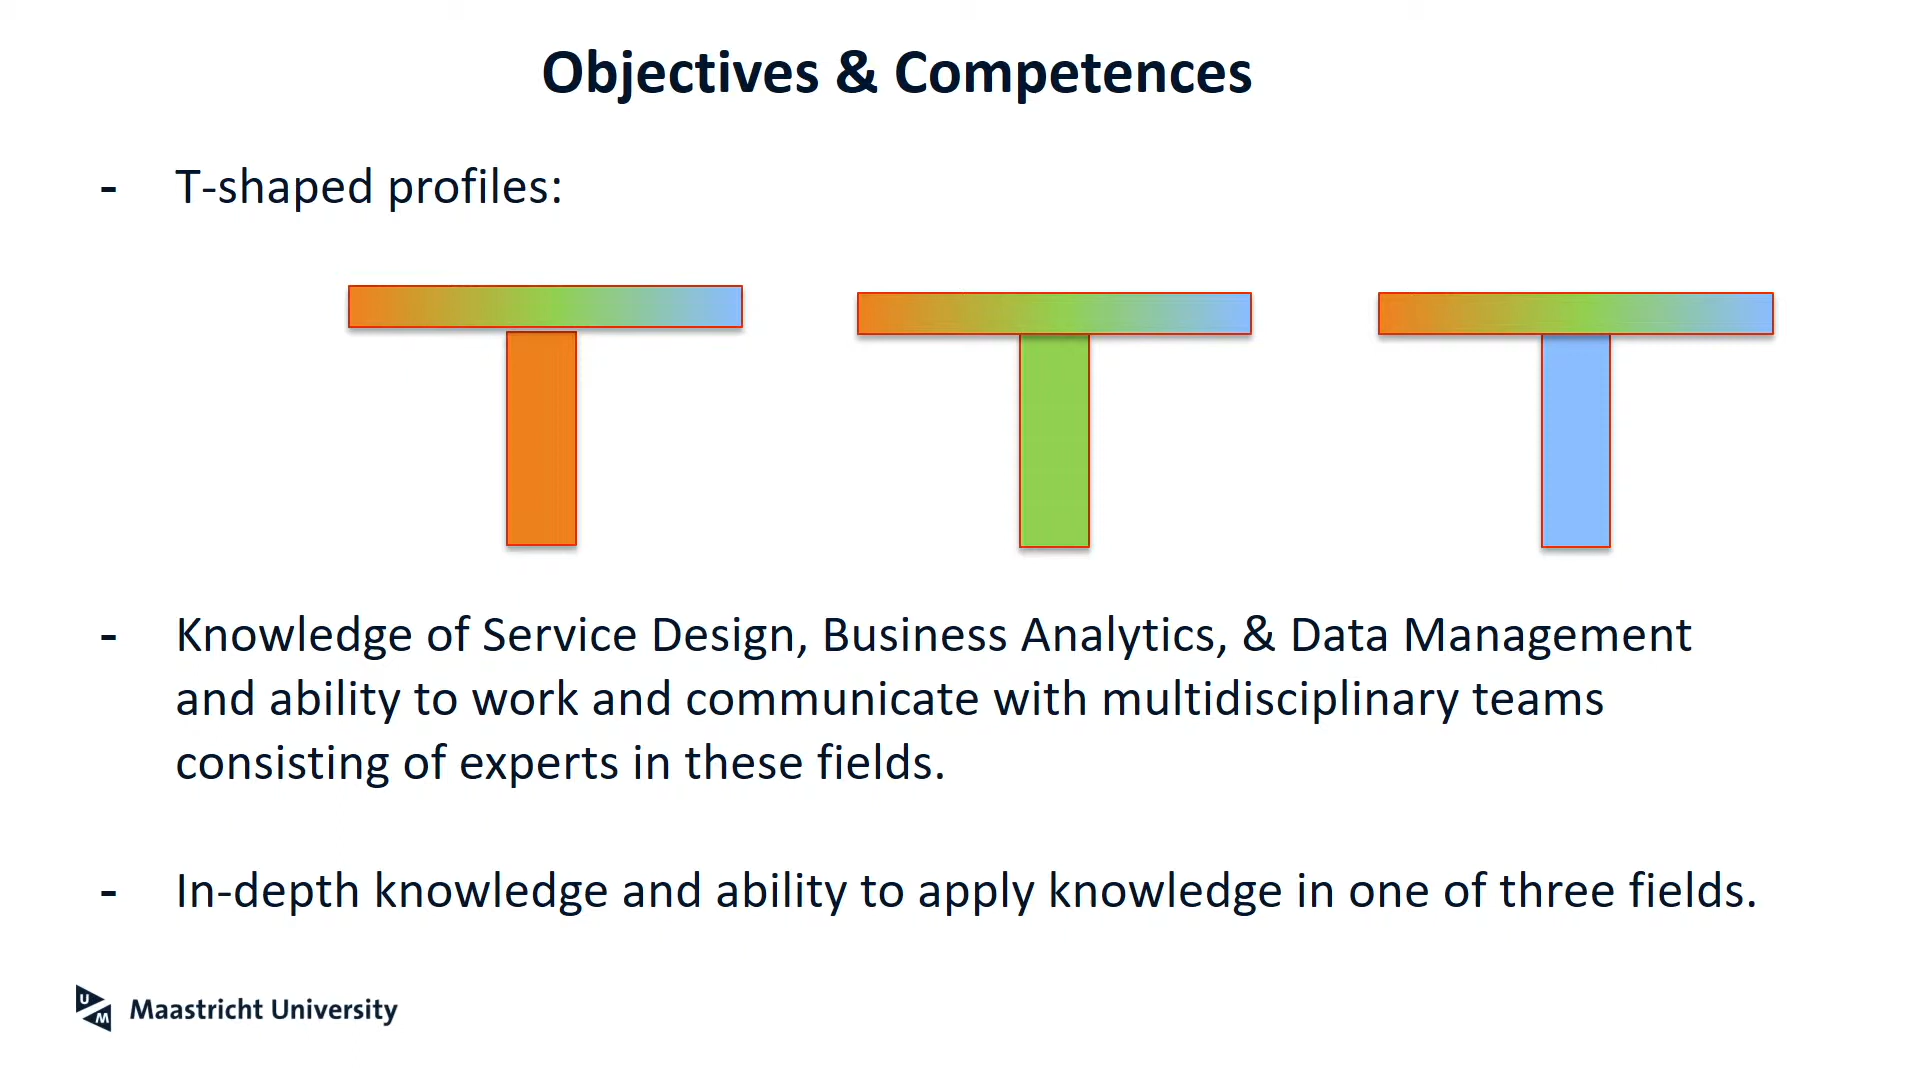 Objectives & Competences
- T-shaped profiles:
- Knowledge of Service Design, Business Analytics, & Data Management
and ability to work and communicate with multidisciplinary teams
consisting of experts in these fields.
- In-depth knowledge and ability to apply knowledge in one of three fields.
U
M
Maastricht University